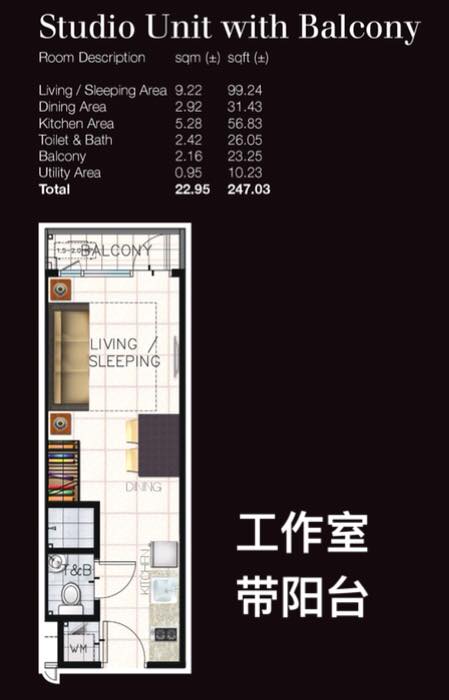 Studio Unit with Balcony
Room Description sqm (±) sqft (±)
Living / Sleeping Area 9.22 99.24
Dining Area 2.92 31.43
Kitchen Area 5.28 56.83
Toilet & Bath 2.42 26.05
Balcony 2.16 23.25
Utility Area 0.95 10.23
Total 22.95 247.03
BALCONY
LIVING /
SLEEPING
DINING
工作室
带阳台
KITCHEN
T&B
WM